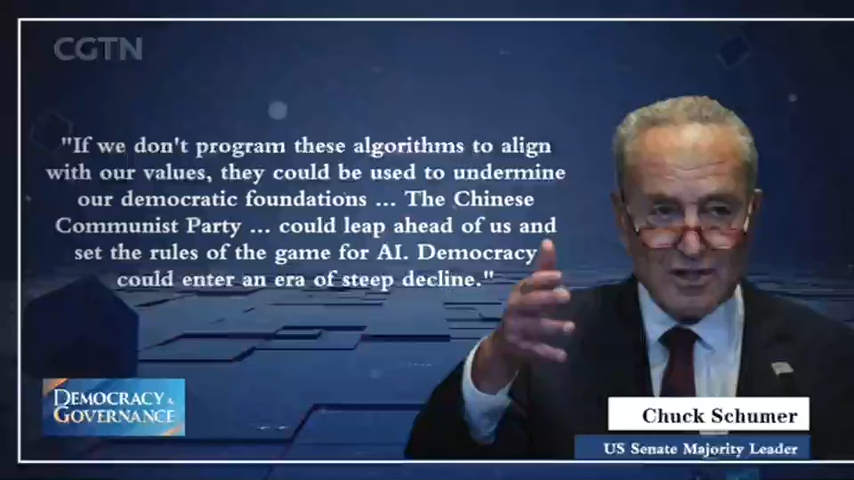 CGTN
"If we don't program these algorithms to align
with our values, they could be used to undermine
our democratic foundations ... The Chinese
Communist Party ... could leap ahead of us and
set the rules of the game for AI. Democracy
could enter an era of steep decline."
DEMOCRACY &
GOVERNANCE
Chuck Schumer
US Senate Majority Leader